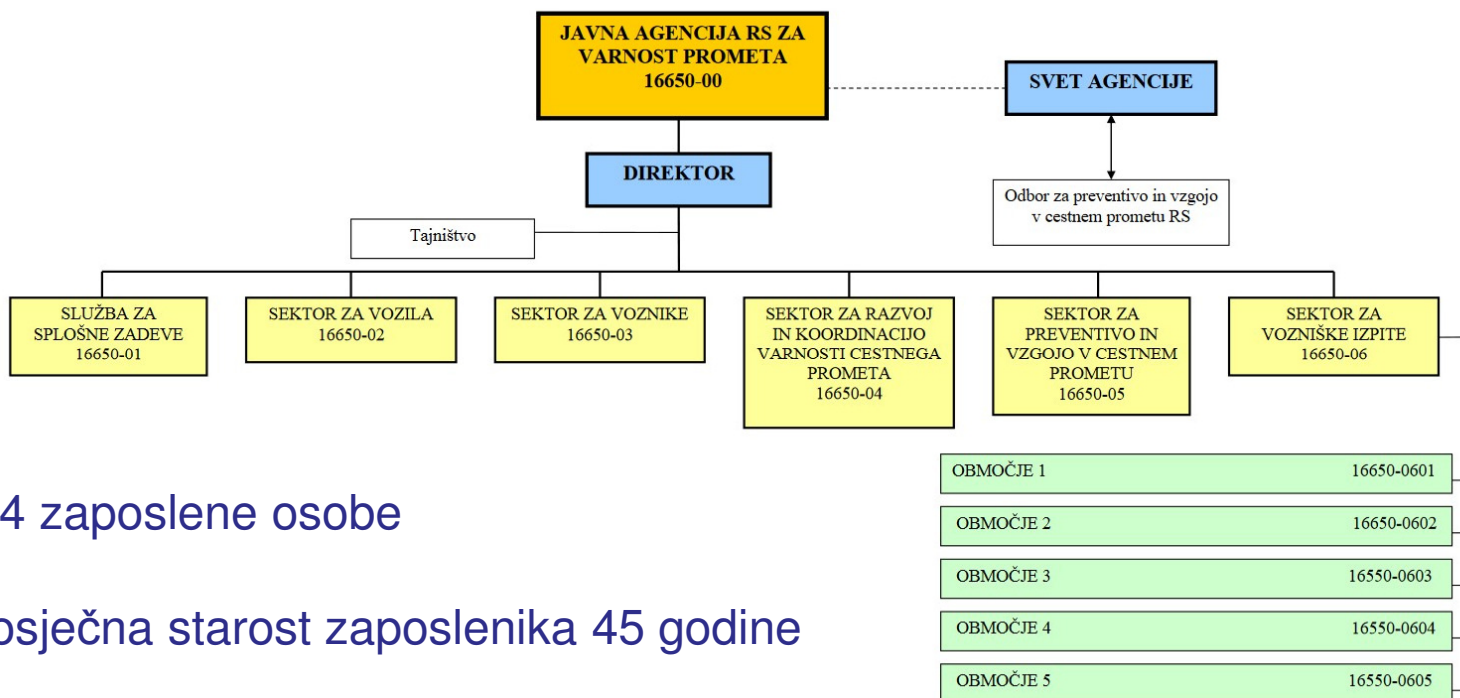 JAVNA AGENCIJA RS ZA
VARNOST PROMETA
16650-00
SVET AGENCIJE
DIREKTOR
Odbor za preventivo in vzgojo
v cestnem prometu RS
Tajništvo
SLUŽBA ZA
SPLOŠNE ZADEVE
16650-01
SEKTOR ZA VOZILA
16650-02
SEKTOR ZA VOZNIKE
16650-03
SEKTOR ZA RAZVOJ
IN KOORDINACIJO
VARNOSTI CESTNEGA
PROMETA
16650-04
SEKTOR ZA
PREVENTIVO IN
VZGOJO V CESTNEM
PROMETU
16650-05
SEKTOR ZA
VOZNIŠKE IZPITE
16650-06
OBMOČJE 1 16650-0601
OBMOČJE 2 16650-0602
OBMOČJE 3 16550-0603
OBMOČJE 4 16550-0604
OBMOČJE 5 16550-0605
4 zaposlene osobe
osječna starost zaposlenika 45 godine